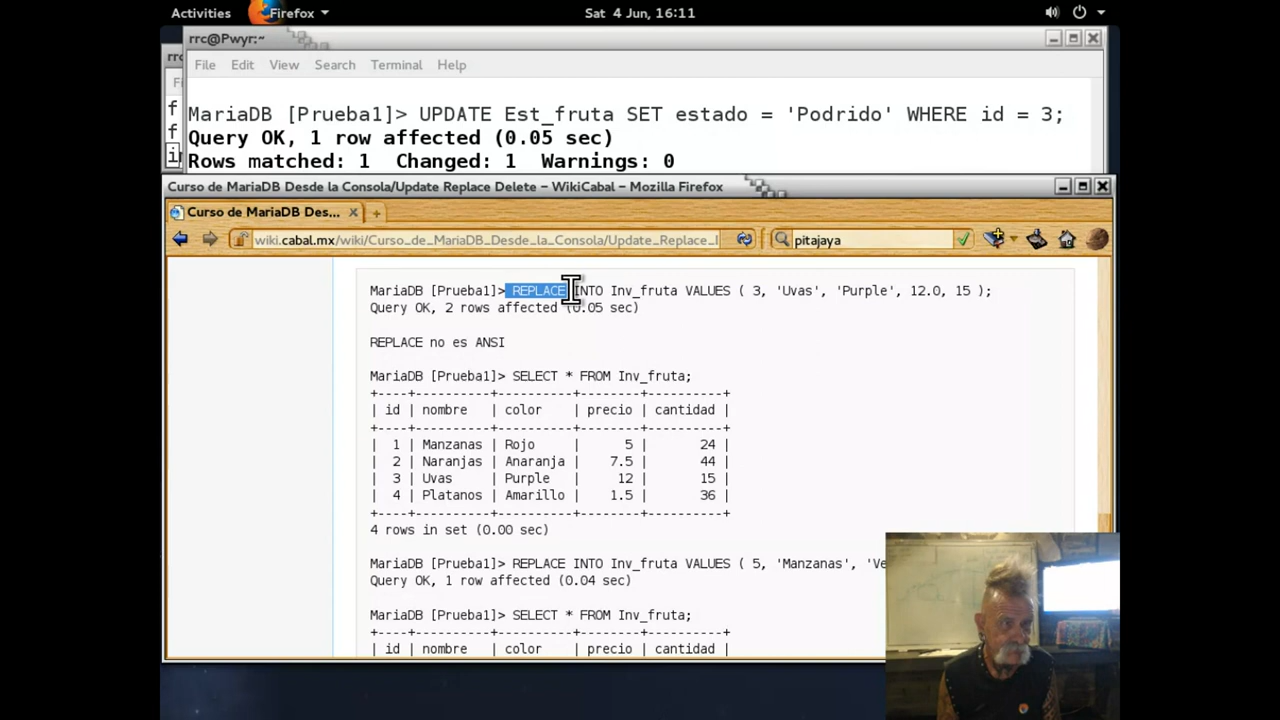 Activities Firefox Sat 4 Jun, 16:11
rrc@Pwyr:~
File Edit View Search Terminal Help
MariaDB [Prueba1]> UPDATE Est_fruta SET estado = 'Podrido' WHERE id = 3;
Query OK, 1 row affected (0.05 sec)
Rows matched: 1 Changed: 1 Warnings: 0
Curso de MariaDB Desde la Consola/Update Replace Delete – WikiCabal – Mozilla Firefox
Curso de MariaDB Des...
wiki.cabal.mx/wiki/Curso_de_MariaDB_Desde_la_Consola/Update_Replace_ pitajaya
MariaDB [Prueba1]> REPLACE INTO Inv_fruta VALUES ( 3, 'Uvas', 'Purple', 12.0, 15 );
Query OK, 2 rows affected (0.05 sec)
REPLACE no es ANSI
MariaDB [Prueba1]> SELECT * FROM Inv_fruta;
+----+----------+----------+--------+----------+
| id | nombre | color | precio | cantidad |
+----+----------+----------+--------+----------+
| 1 | Manzanas | Rojo | 5 | 24 |
| 2 | Naranjas | Anaranja | 7.5 | 44 |
| 3 | Uvas | Purple | 12 | 15 |
| 4 | Platanos | Amarillo | 1.5 | 36 |
+----+----------+----------+--------+----------+
4 rows in set (0.00 sec)
MariaDB [Prueba1]> REPLACE INTO Inv_fruta VALUES ( 5, 'Manzanas', 'Ve
Query OK, 1 row affected (0.04 sec)
MariaDB [Prueba1]> SELECT * FROM Inv_fruta;
+----+----------+----------+--------+----------+
| id | nombre | color | precio | cantidad |